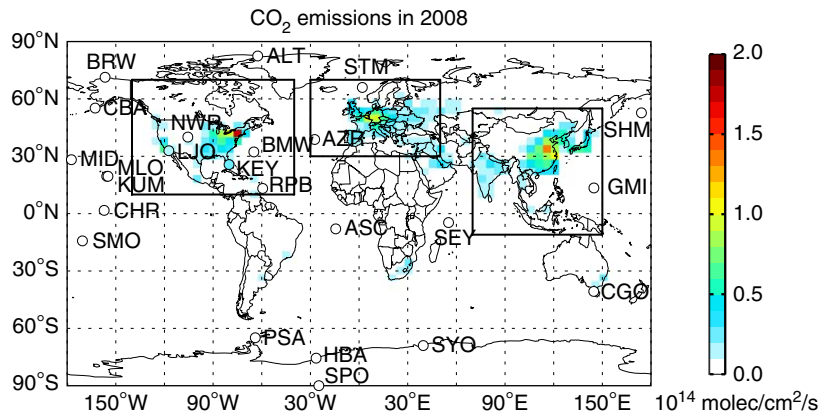 CO2 emissions in 2008
90°N
60°N
30°N
0°N
30°S
60°S
90°S
BRW
ALT
STM
CBA
NWR
LJO
BMW
AZR
SHM
MID
MLO
KUM
KEY
RPB
GMI
CHR
SMO
ASC
SEY
CGO
PSA
HBA
SYO
SPO
150°W
90°W
30°W
30°E
90°E
150°E
2.0
1.5
1.0
0.5
0.0
10^14 molec/cm²/s